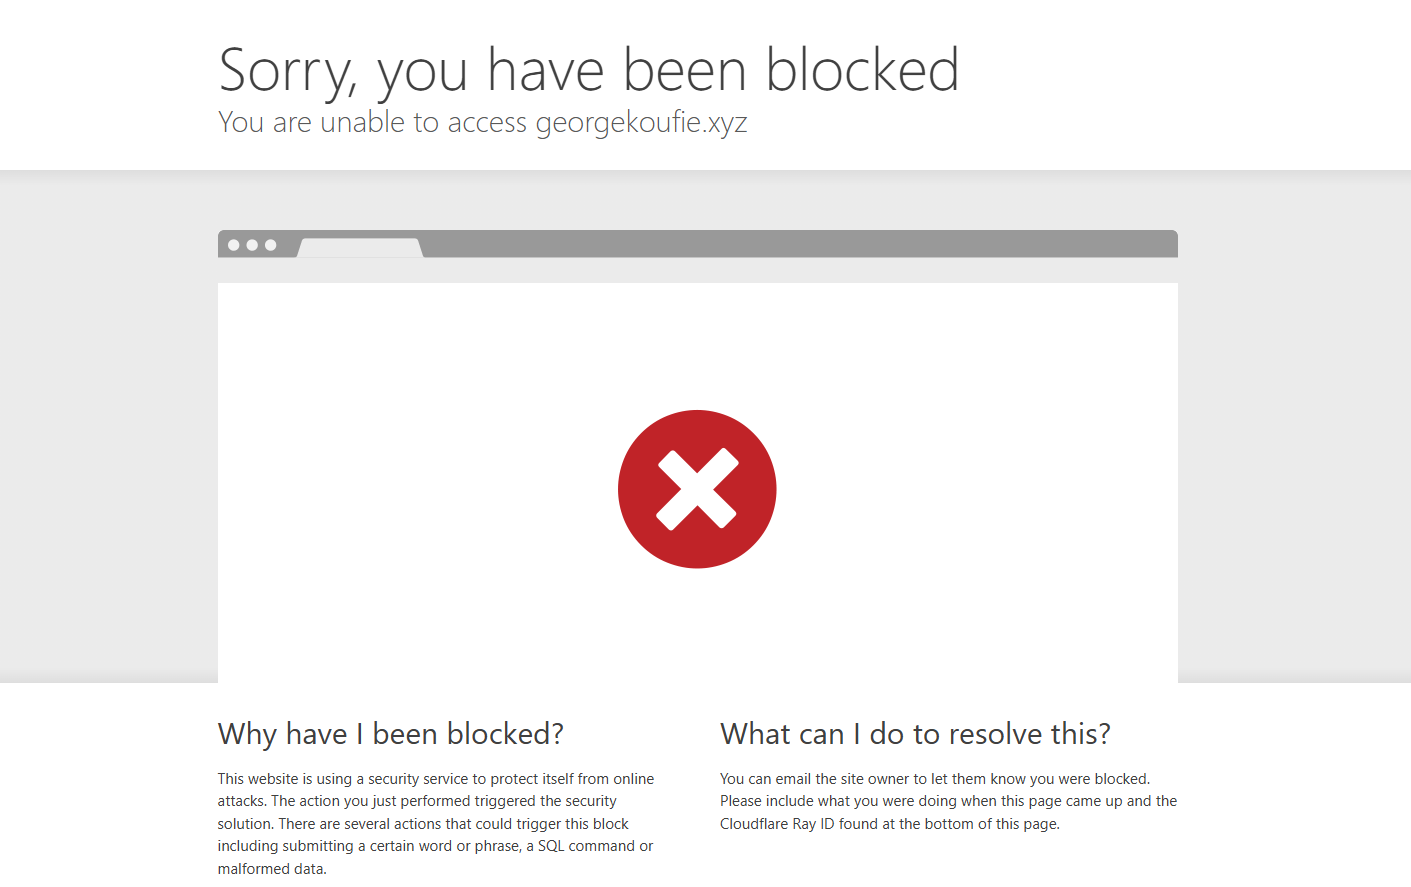 Sorry, you have been blocked
You are unable to access georgekoufie.xyz
Why have I been blocked?
This website is using a security service to protect itself from online
attacks. The action you just performed triggered the security
solution. There are several actions that could trigger this block
including submitting a certain word or phrase, a SQL command or
malformed data.
What can I do to resolve this?
You can email the site owner to let them know you were blocked.
Please include what you were doing when this page came up and the
Cloudflare Ray ID found at the bottom of this page.